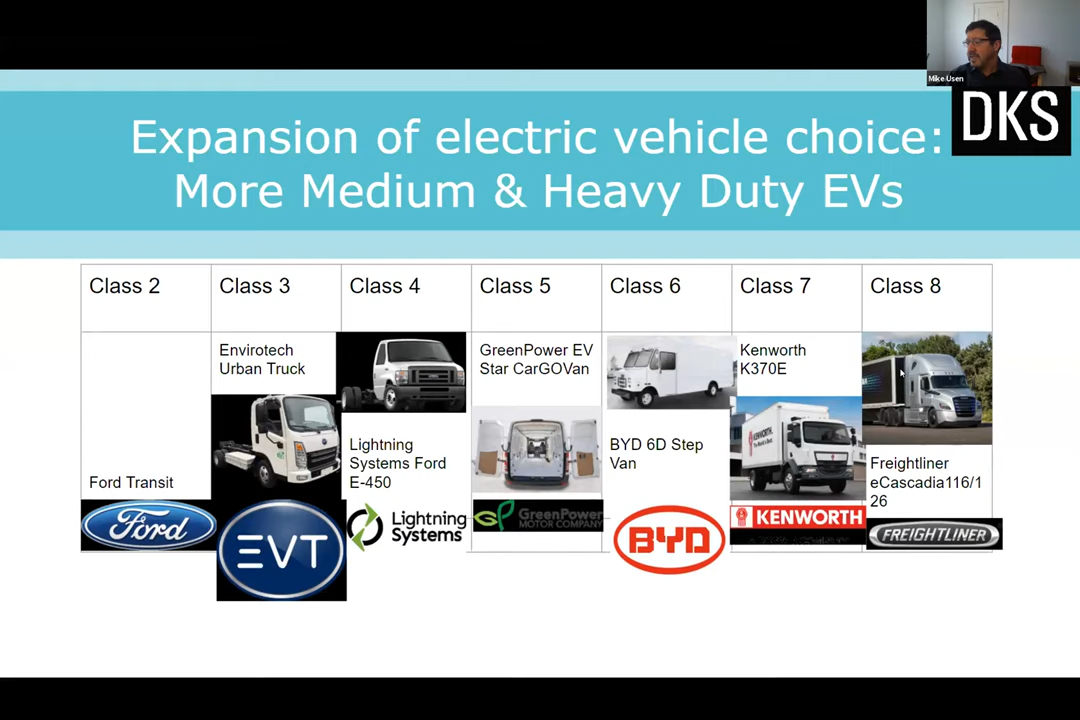 Mike Usen
DKS
Expansion of electric vehicle choice:
More Medium & Heavy Duty EVs
Class 2
Class 3
Class 4
Class 5
Class 6
Class 7
Class 8
Ford Transit
Ford
Envirotech
Urban Truck
EVT
Lightning
Systems Ford
E-450
Lightning
Systems
GreenPower EV
Star CarGOVan
GreenPower
MOTOR COMPANY
BYD 6D Step
Van
BYD
Kenworth
K370E
KENWORTH
KENWORTH
Freightliner
eCascadia116/1
26
FREIGHTLINER